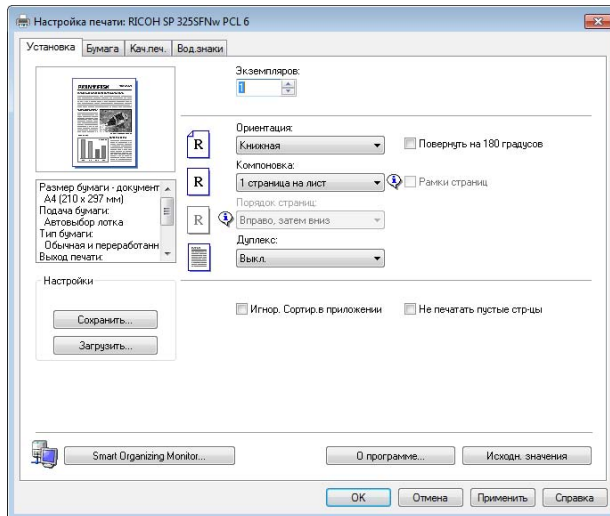 Настройка печати: RICOH SP 325SFNw PCL 6
Установка Бумага Кач.печ. Вод.знаки
Экземпляров:
1
Ориентация:
Книжная
Повернуть на 180 градусов
Компоновка:
1 страница на лист
Рамки страниц
Порядок страниц:
Вправо, затем вниз
Дуплекс:
Выкл.
Размер бумаги - документ
A4 (210 x 297 мм)
Подача бумаги:
Автовыбор лотка
Тип бумаги:
Обычная и переработанн
Выход печати:
Настройки
Сохранить...
Загрузить...
Игнор. Сортир.в приложении
Не печатать пустые стр-цы
Smart Organizing Monitor...
О программе...
Исходн. значения
OK
Отмена
Применить
Справка
R
R
R